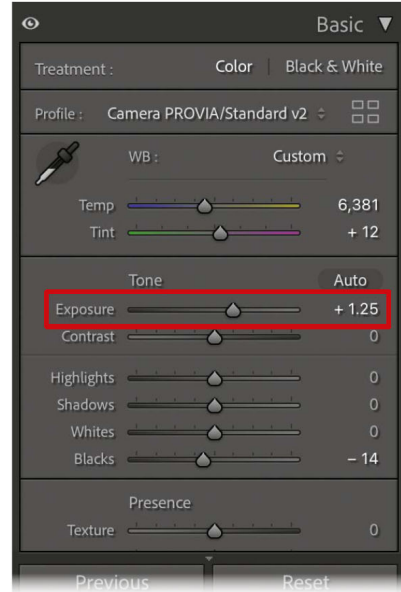 Basic
Treatment : Color Black & White
Profile : Camera PROVIA/Standard v2
WB : Custom
Temp 6,381
Tint + 12
Tone Auto
Exposure + 1.25
Contrast 0
Highlights 0
Shadows 0
Whites 0
Blacks – 14
Presence
Texture 0
Previous Reset